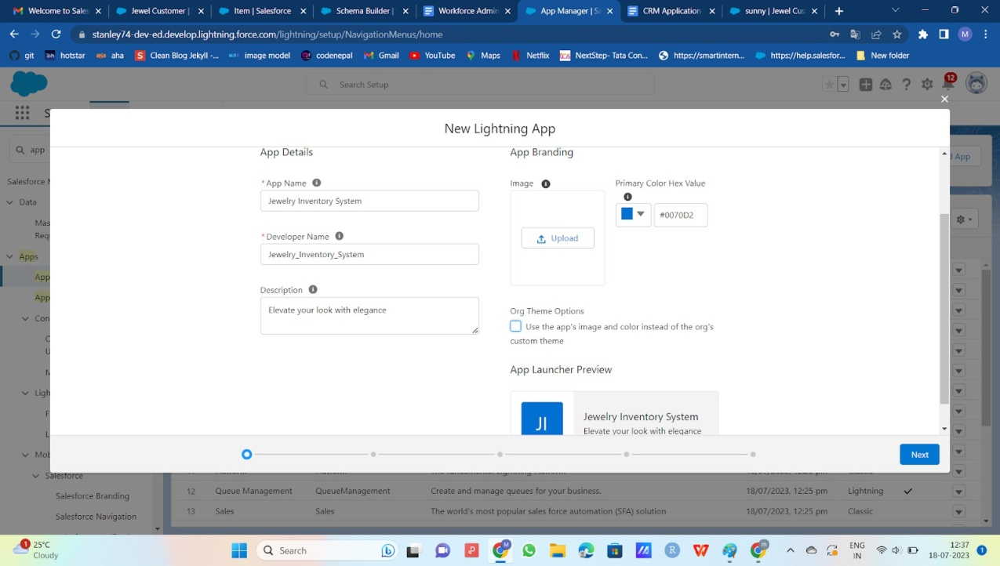 Welcome to Sales
Jewel Customer
Item | Salesforce
Schema Builder |
Workforce Admin
App Manager | Sa
CRM Application
sunny | Jewel Cus
stanley74-dev-ed.develop.lightning.force.com/lightning/setup/NavigationMenus/home
M
git
hotstar
aha
Clean Blog Jekyll -...
image model
codenepal
Gmail
YouTube
Maps
Netflix
NextStep- Tata Con...
https://smartintern...
https://help.salesfor...
New folder
Search Setup
12
S
New Lightning App
app
d App
Salesforce M
Data
Mas
Requ
Apps
App
App
Con
C
U
M
Ligh
F
L
Mob
Salesforce
Salesforce Branding
Salesforce Navigation
App Details
* App Name
Jewelry Inventory System
* Developer Name
Jewelry_Inventory_System
Description
Elevate your look with elegance
App Branding
Image
Upload
Primary Color Hex Value
#0070D2
Org Theme Options
Use the app's image and color instead of the org's
custom theme
App Launcher Preview
JI
Jewelry Inventory System
Elevate your look with elegance
Next
12 Queue Management QueueManagement Create and manage queues for your business. 18/07/2023, 12:25 pm Lightning
13 Sales Sales The world's most popular sales force automation (SFA) solution 18/07/2023, 12:25 pm Classic
1
25°C
Cloudy
Search
ENG
IN
12:37
18-07-2023
1